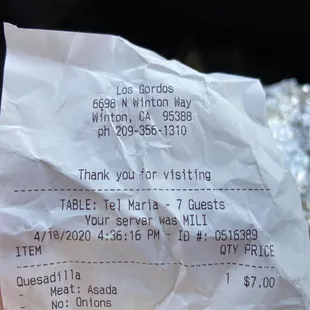 Los Gordos
6698 N Winton Way
Winton, CA 95388
ph 209-356-1310
Thank you for visiting
TABLE: Tel Maria - 7 Guests
Your server was MILI
4/18/2020 4:36:16 PM - ID #: 0516389
ITEM QTY PRICE
Quesadilla 1 $7.00
- Meat: Asada
- No: Onions